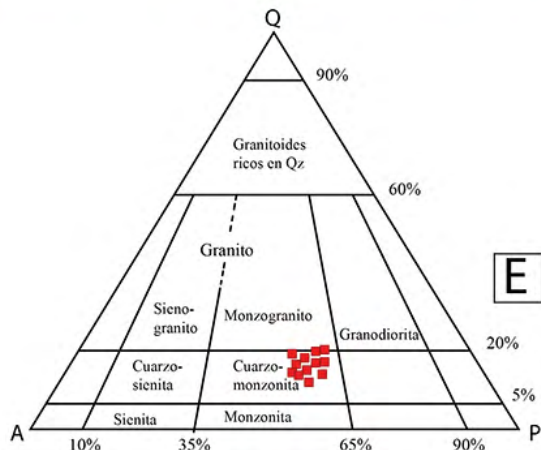 Q
90%
Granitoides
ricos en Qz
60%
Granito
E
Sieno-
granito
Monzogranito
Granodiorita
20%
Cuarzo-
sienita
Cuarzo-
monzonita
5%
Sienita
Monzonita
A
P
10%
35%
65%
90%